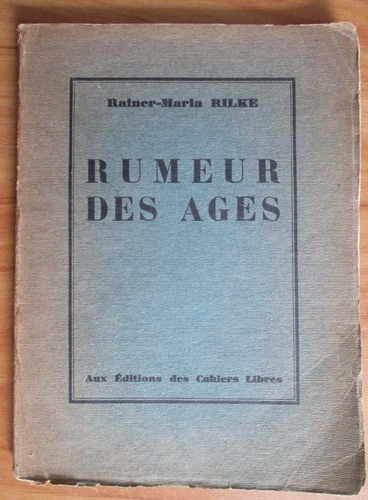 Rainer-Maria RILKE
RUMEUR
DES AGES
Aux Éditions des Cahiers Libres